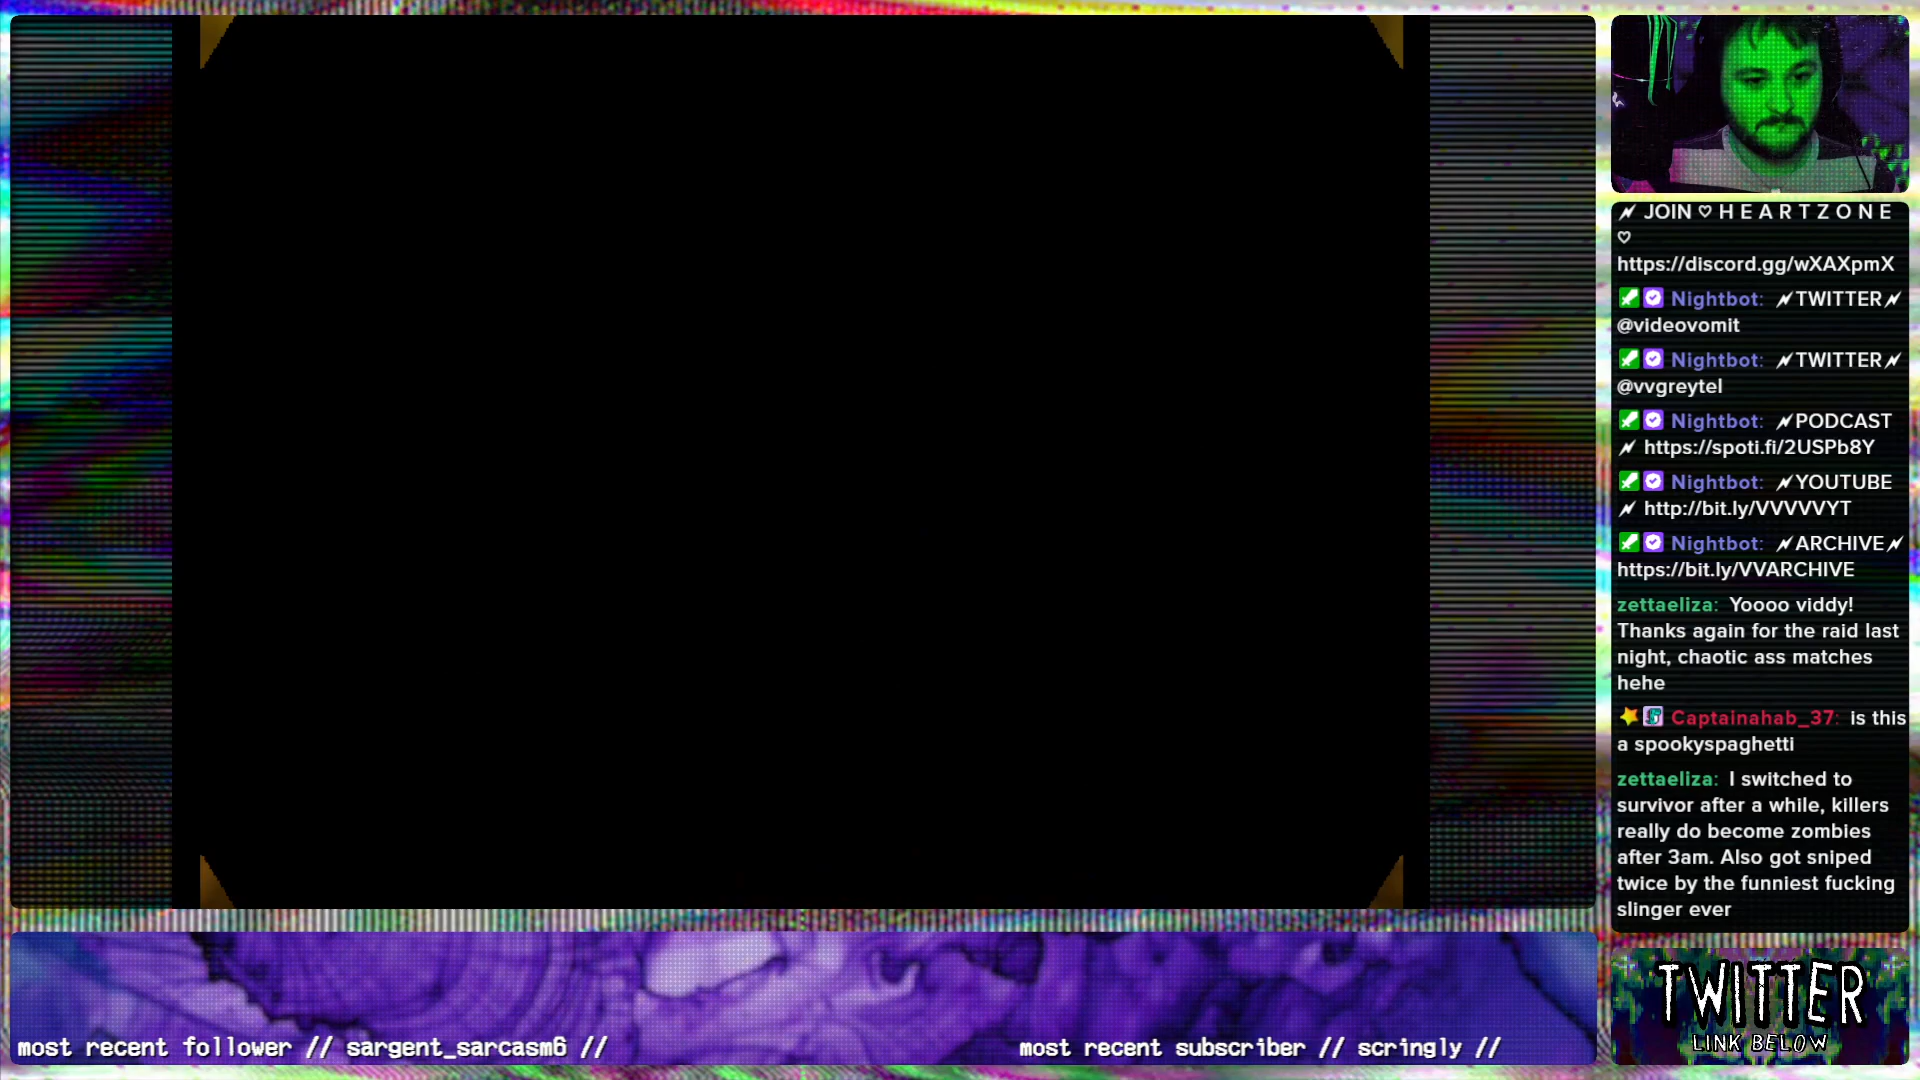 ⚡ JOIN ♡ H E A R T Z O N E
♡
https://discord.gg/wXAXpmX
Nightbot: ⚡TWITTER⚡
@videovomit
Nightbot: ⚡TWITTER⚡
@vvgreytel
Nightbot: ⚡PODCAST
⚡ https://spoti.fi/2USPb8Y
Nightbot: ⚡YOUTUBE
⚡ http://bit.ly/VVVVVYT
Nightbot: ⚡ARCHIVE⚡
https://bit.ly/VVARCHIVE
zettaeliza: Yoooo viddy!
Thanks again for the raid last
night, chaotic ass matches
hehe
Captainahab_37: is this
a spookyspaghetti
zettaeliza: I switched to
survivor after a while, killers
really do become zombies
after 3am. Also got sniped
twice by the funniest fucking
slinger ever
most recent follower // sargent_sarcasm6 //
most recent subscriber // scringly //
TWITTER
LINK BELOW